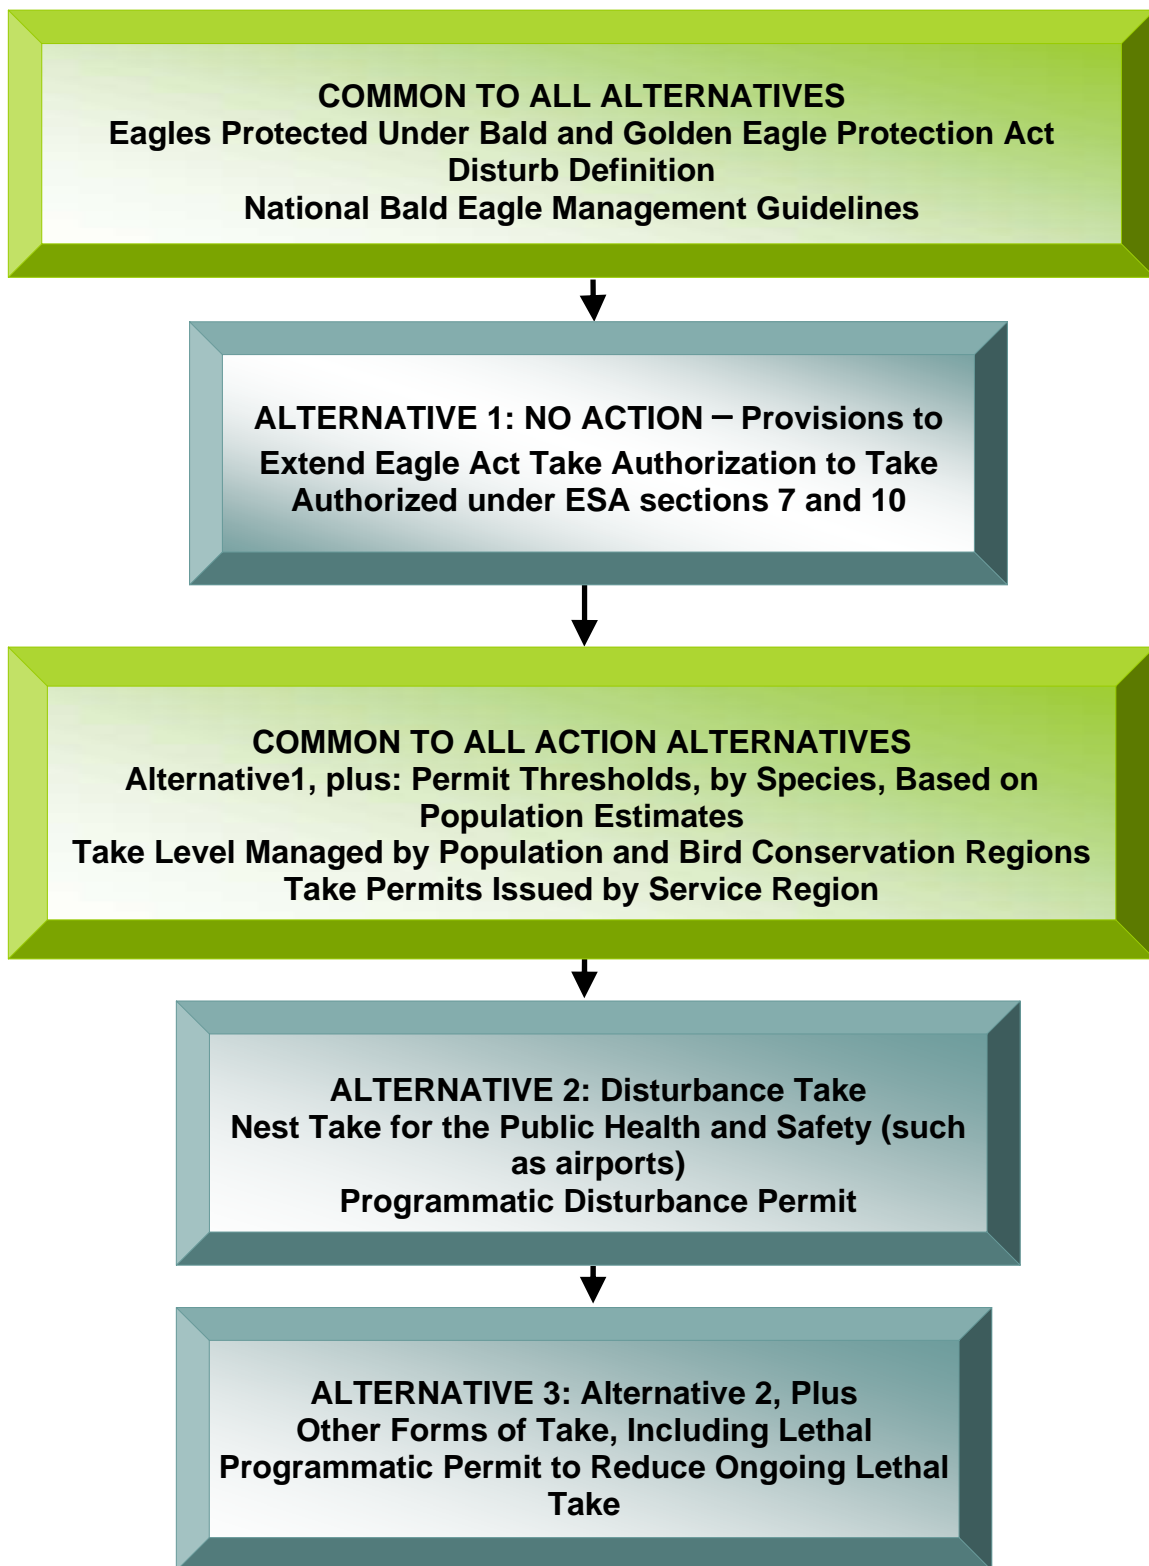 COMMON TO ALL ALTERNATIVES
Eagles Protected Under Bald and Golden Eagle Protection Act
Disturb Definition
National Bald Eagle Management Guidelines
ALTERNATIVE 1: NO ACTION – Provisions to
Extend Eagle Act Take Authorization to Take
Authorized under ESA sections 7 and 10
COMMON TO ALL ACTION ALTERNATIVES
Alternative1, plus: Permit Thresholds, by Species, Based on
Population Estimates
Take Level Managed by Population and Bird Conservation Regions
Take Permits Issued by Service Region
ALTERNATIVE 2: Disturbance Take
Nest Take for the Public Health and Safety (such
as airports)
Programmatic Disturbance Permit
ALTERNATIVE 3: Alternative 2, Plus
Other Forms of Take, Including Lethal
Programmatic Permit to Reduce Ongoing Lethal
Take